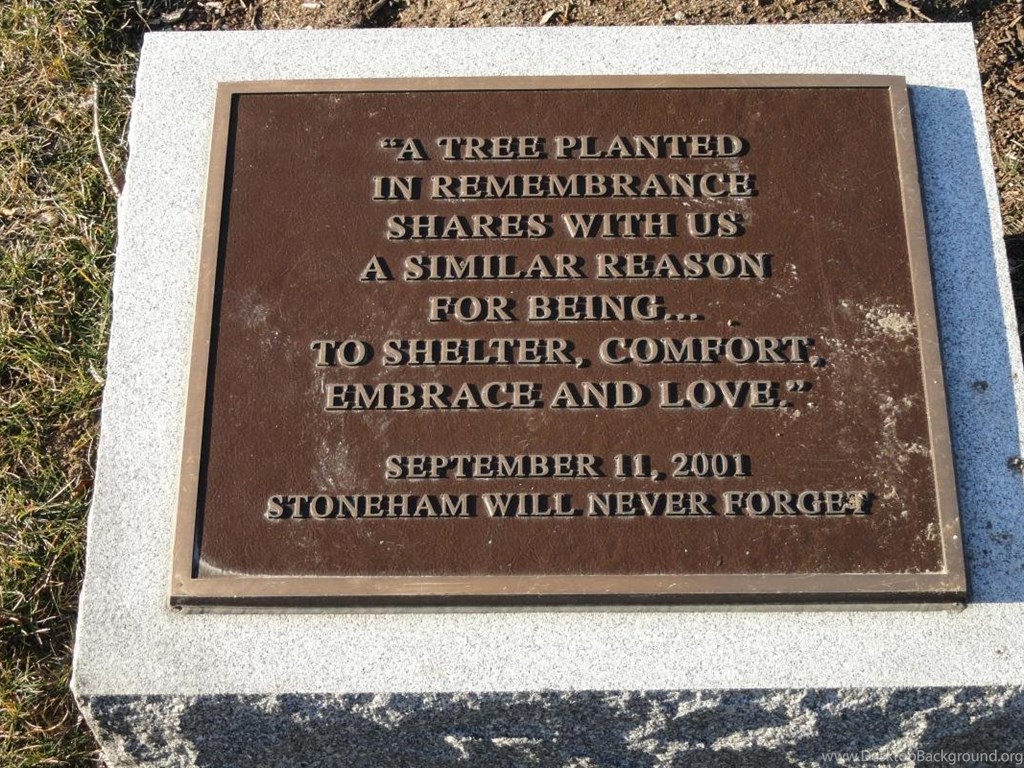 “A TREE PLANTED
IN REMEMBRANCE
SHARES WITH US
A SIMILAR REASON
FOR BEING...
TO SHELTER, COMFORT,
EMBRACE AND LOVE.”
SEPTEMBER 11, 2001
STONEHAM WILL NEVER FORGET
www.DesktopBackground.org